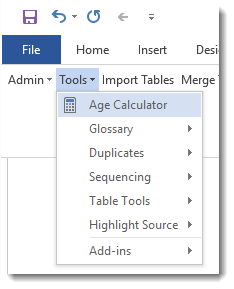 File Home Insert
Admin Tools Import Tables Merge
Age Calculator
Glossary
Duplicates
Sequencing
Table Tools
Highlight Source
Add-ins